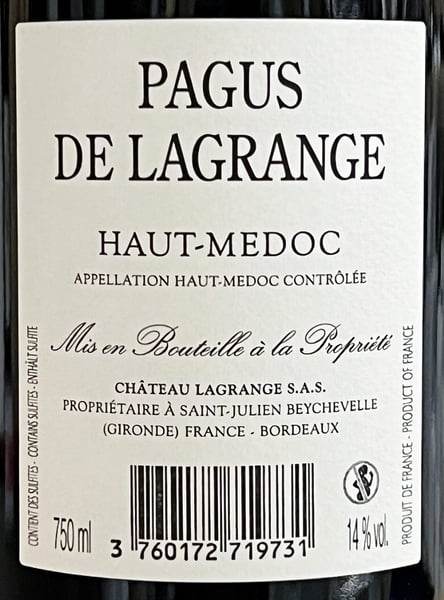 PAGUS
DE LAGRANGE
HAUT-MEDOC
APPELLATION HAUT-MEDOC CONTRÔLÉE
Mis en Bouteille à la Propriété
CHÂTEAU LAGRANGE S.A.S.
PROPRIÉTAIRE À SAINT-JULIEN BEYCHEVELLE
(GIRONDE) FRANCE - BORDEAUX
CONTIENT DES SULFITES - CONTAINS SULFITES - ENTHÄLT SULFITE
750 ml
3 760172 719731
14 % vol.
PRODUIT DE FRANCE - PRODUCT OF FRANCE